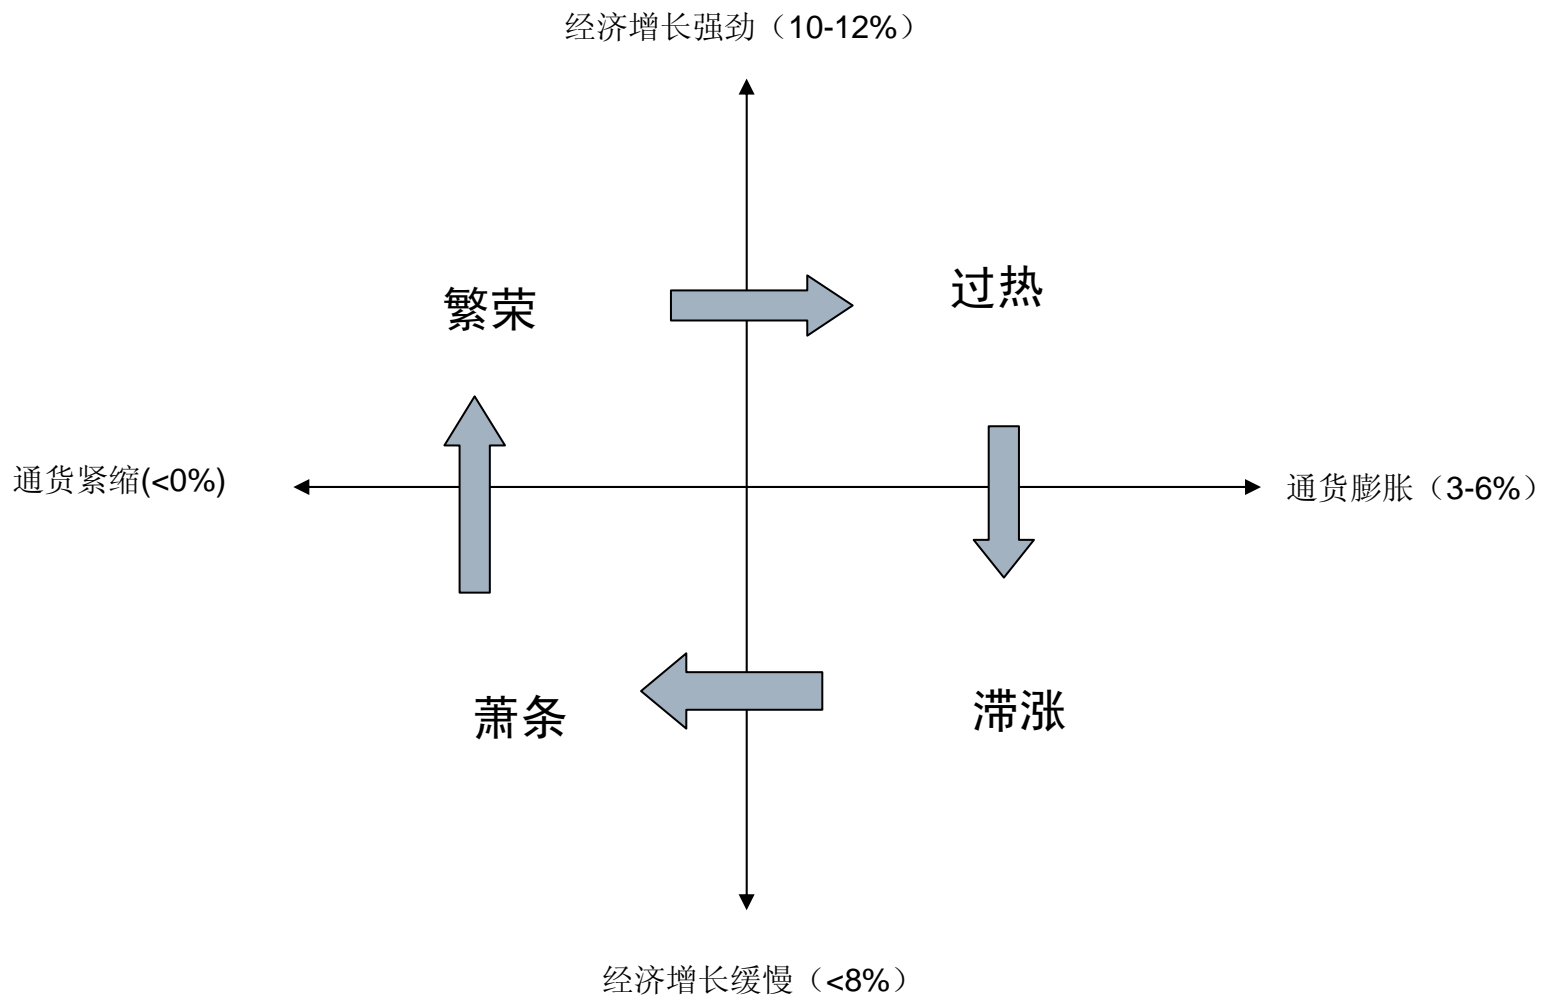 经济增长强劲（10-12%）
繁荣
过热
通货紧缩(<0%)
通货膨胀（3-6%）
萧条
滞涨
经济增长缓慢（<8%）